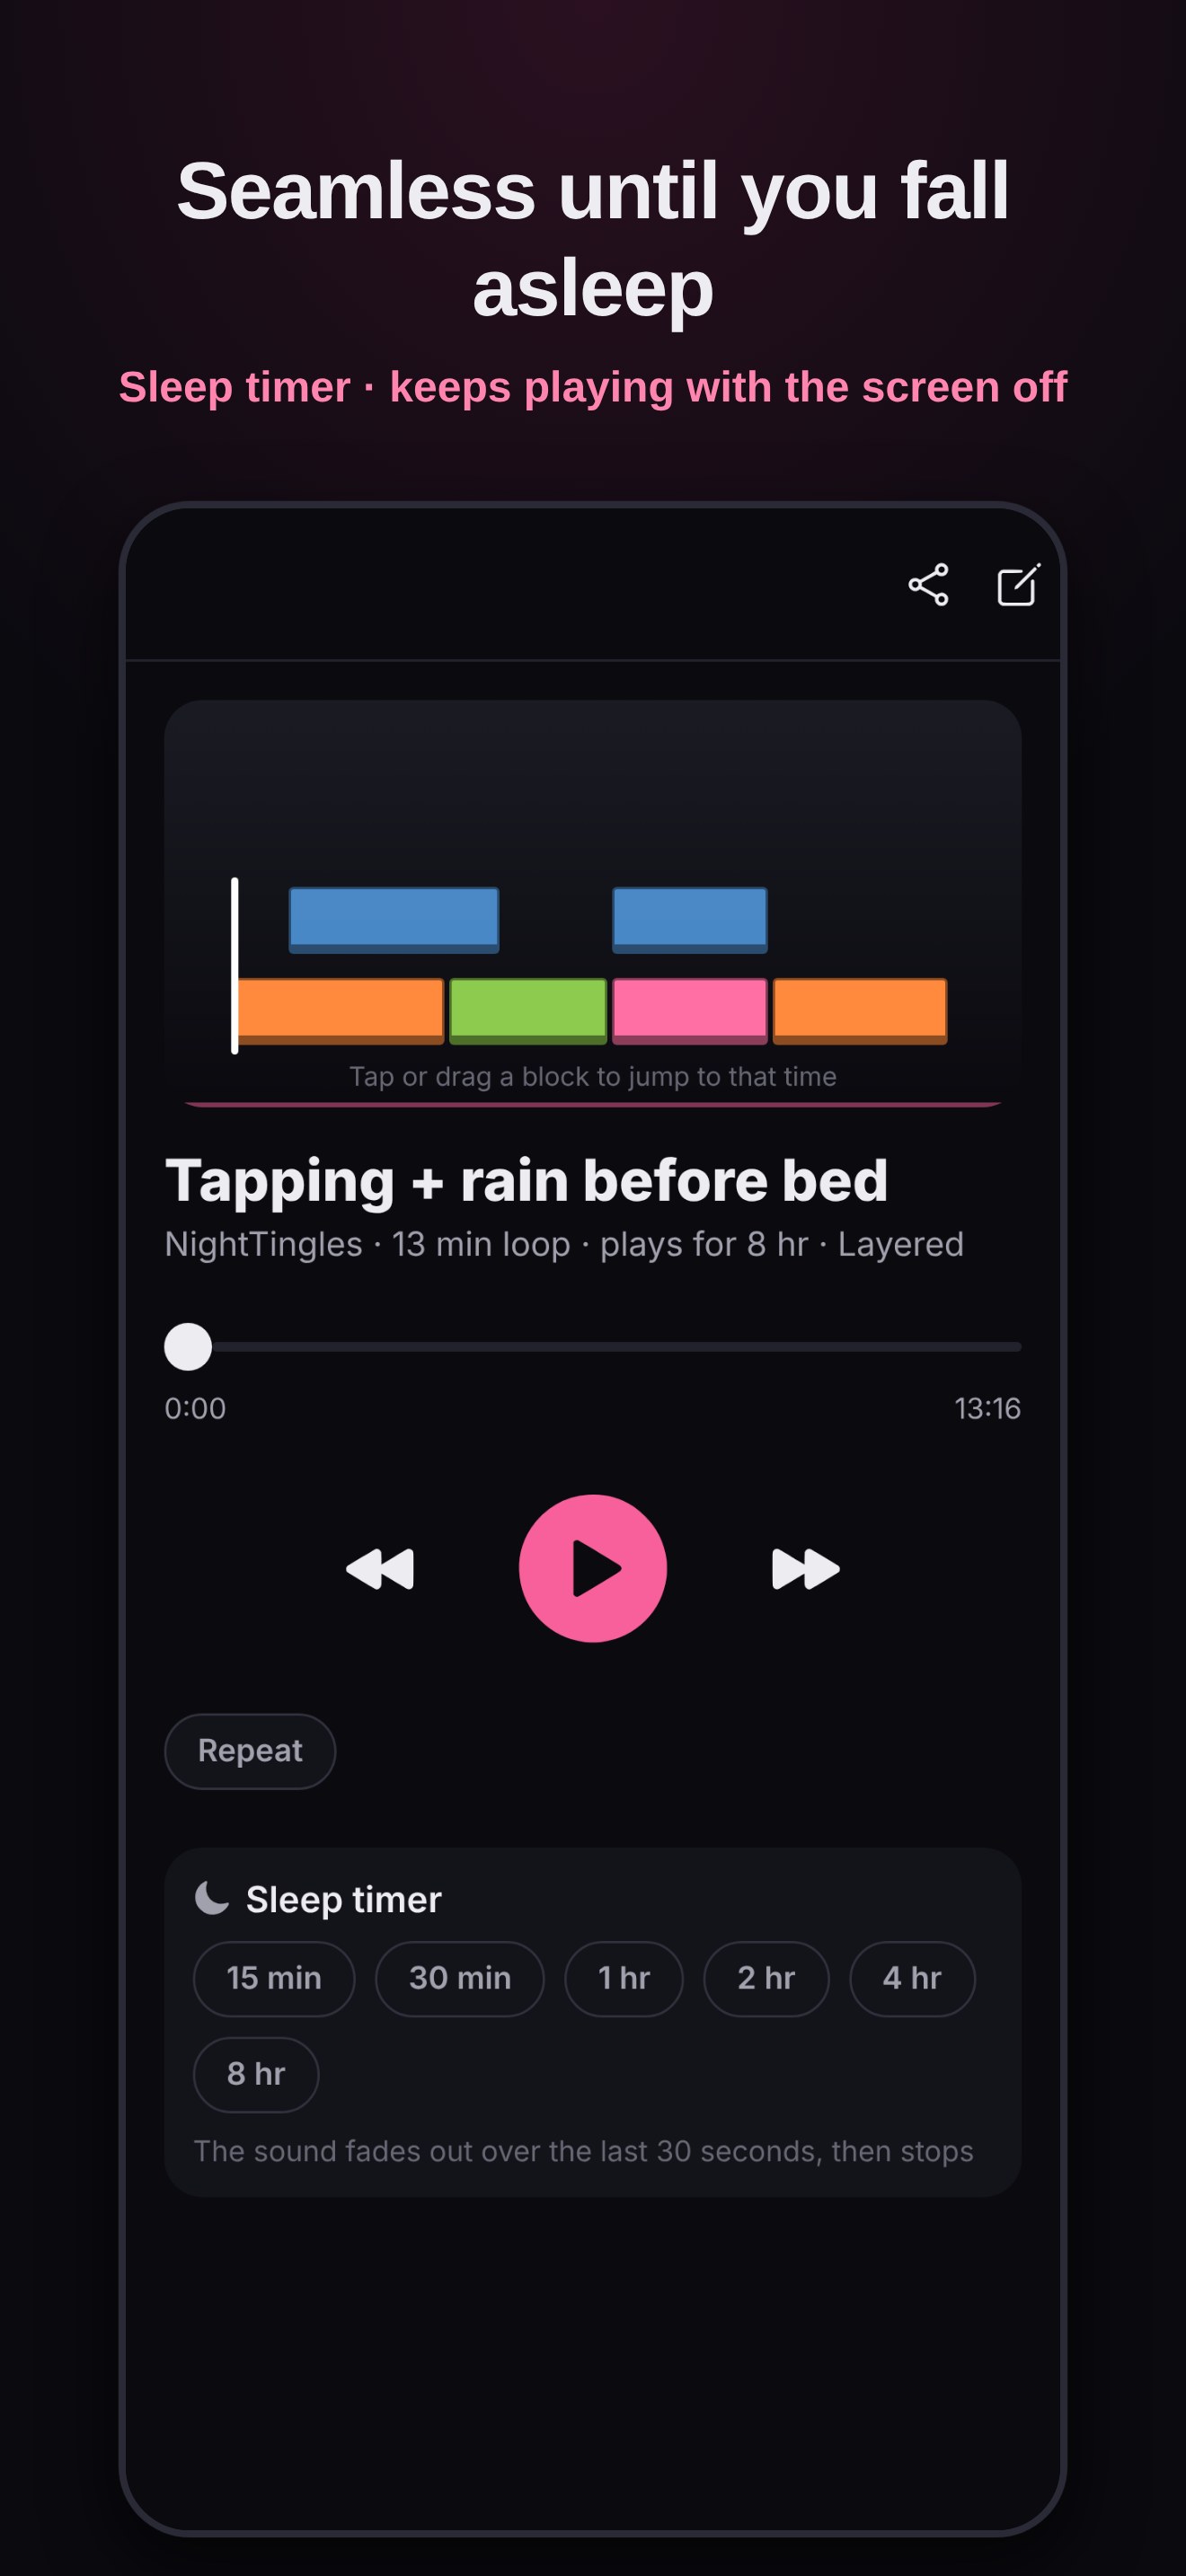 Seamless until you fall
asleep
Sleep timer · keeps playing with the screen off
Tap or drag a block to jump to that time
Tapping + rain before bed
NightTingles · 13 min loop · plays for 8 hr · Layered
0:00 13:16
Repeat
Sleep timer
15 min 30 min 1 hr 2 hr 4 hr
8 hr
The sound fades out over the last 30 seconds, then stops